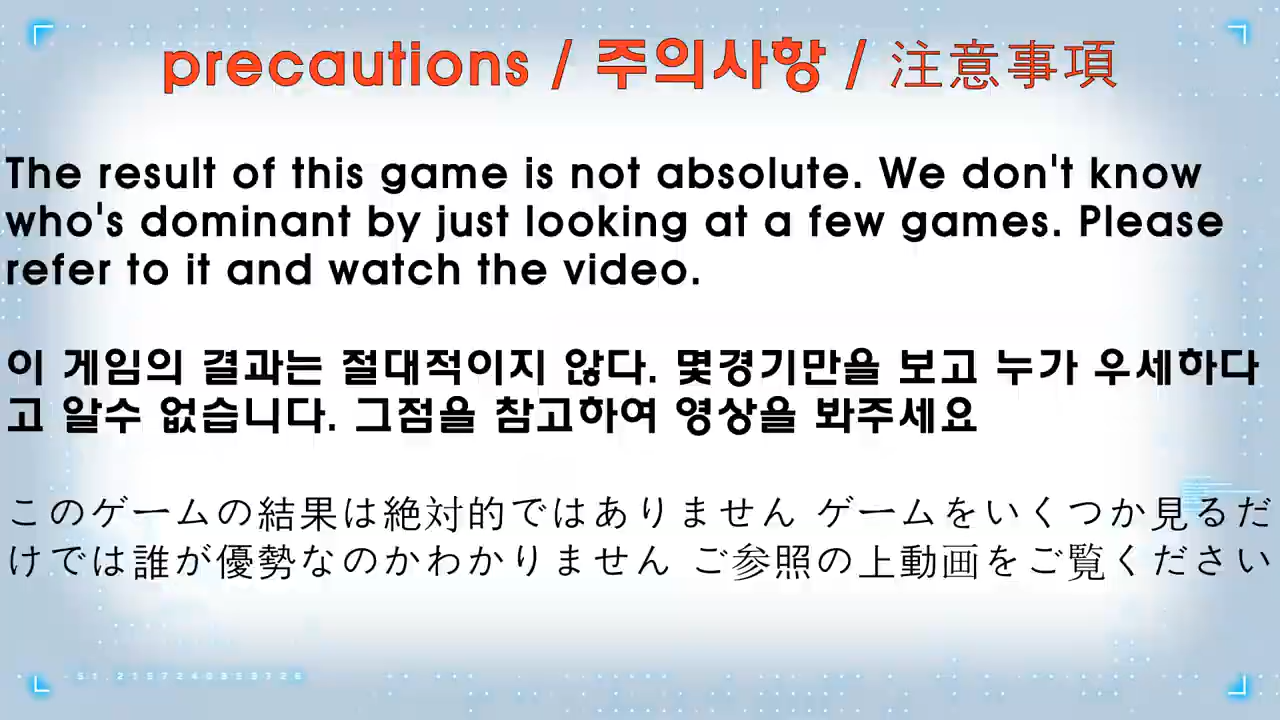 precautions / 주의사항 / 注意事項
The result of this game is not absolute. We don't know
who's dominant by just looking at a few games. Please
refer to it and watch the video.
이 게임의 결과는 절대적이지 않다. 몇경기만을 보고 누가 우세하다
고 알수 없습니다. 그점을 참고하여 영상을 봐주세요
このゲームの結果は絶対的ではありません ゲームをいくつか見るだ
けでは誰が優勢なのかわかりません ご参照の上動画をご覧ください